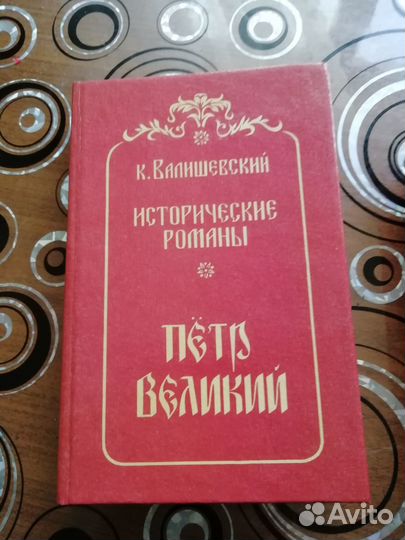 К. Валишевский
ИСТОРИЧЕСКИЕ
РОМАНЫ
ПЁТР
ВЕЛИКИЙ
Avito